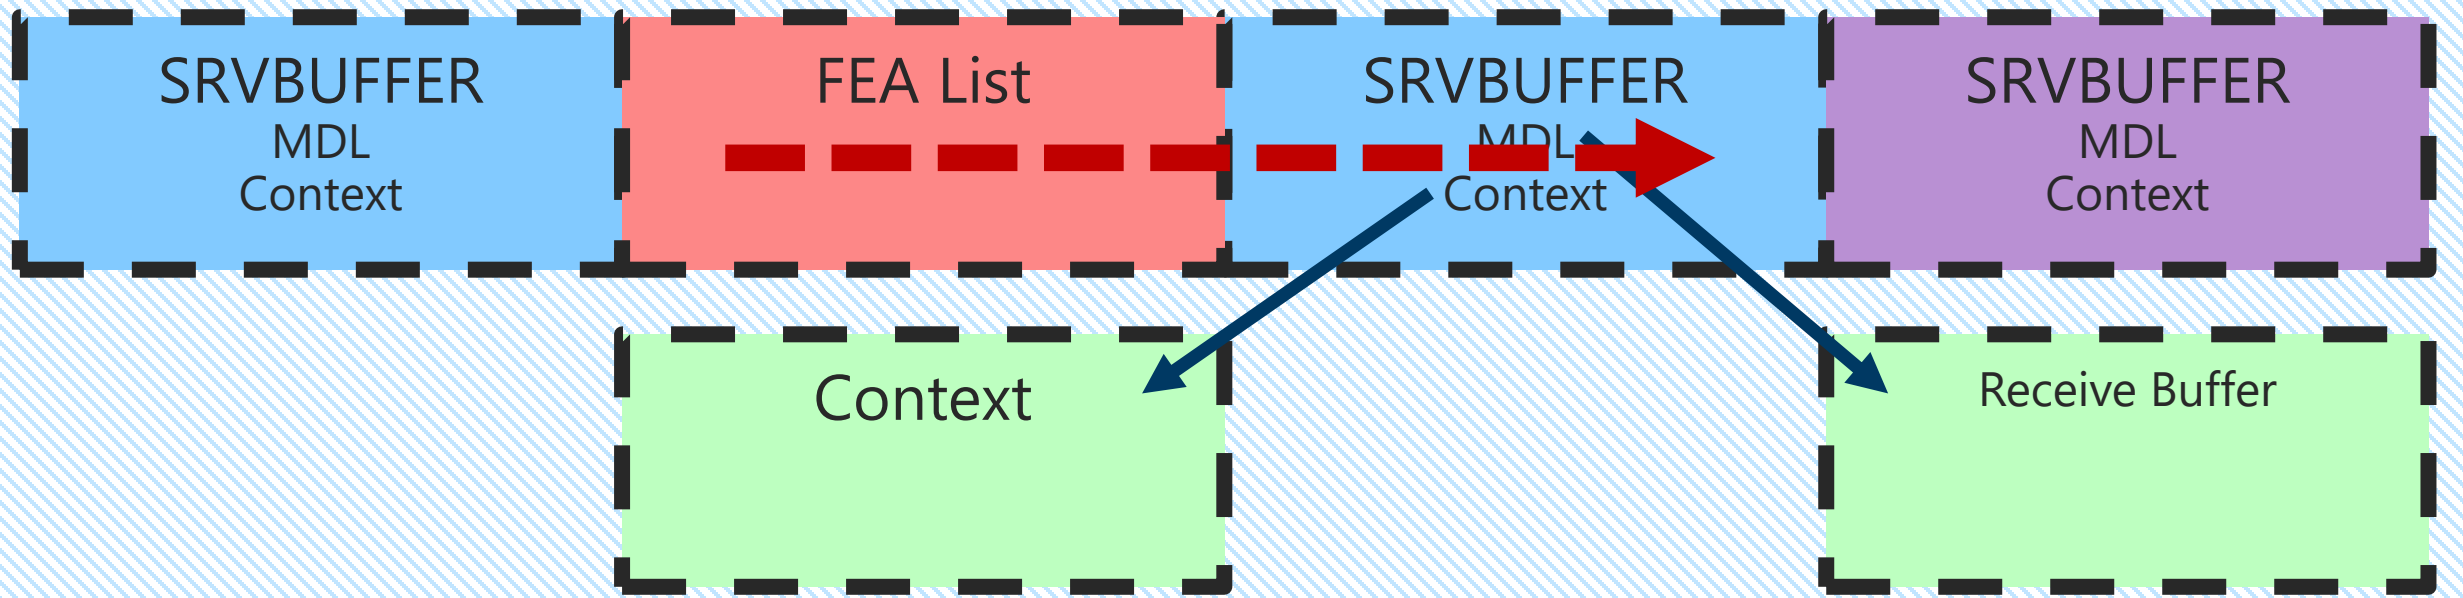 SRVBUFFER
MDL
Context
FEA List
SRVBUFFER
MDL
Context
SRVBUFFER
MDL
Context
Context
Receive Buffer